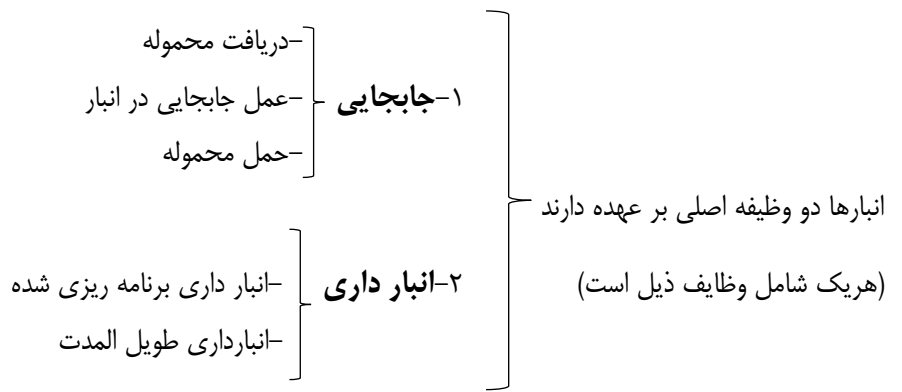 انبارها دو وظیفه اصلی بر عهده دارند
(هریک شامل وظایف ذیل است)
۱-جابجایی
-دریافت محموله
-عمل جابجایی در انبار
-حمل محموله
۲-انبار داری
-انبار داری برنامه ریزی شده
-انبارداری طویل المدت